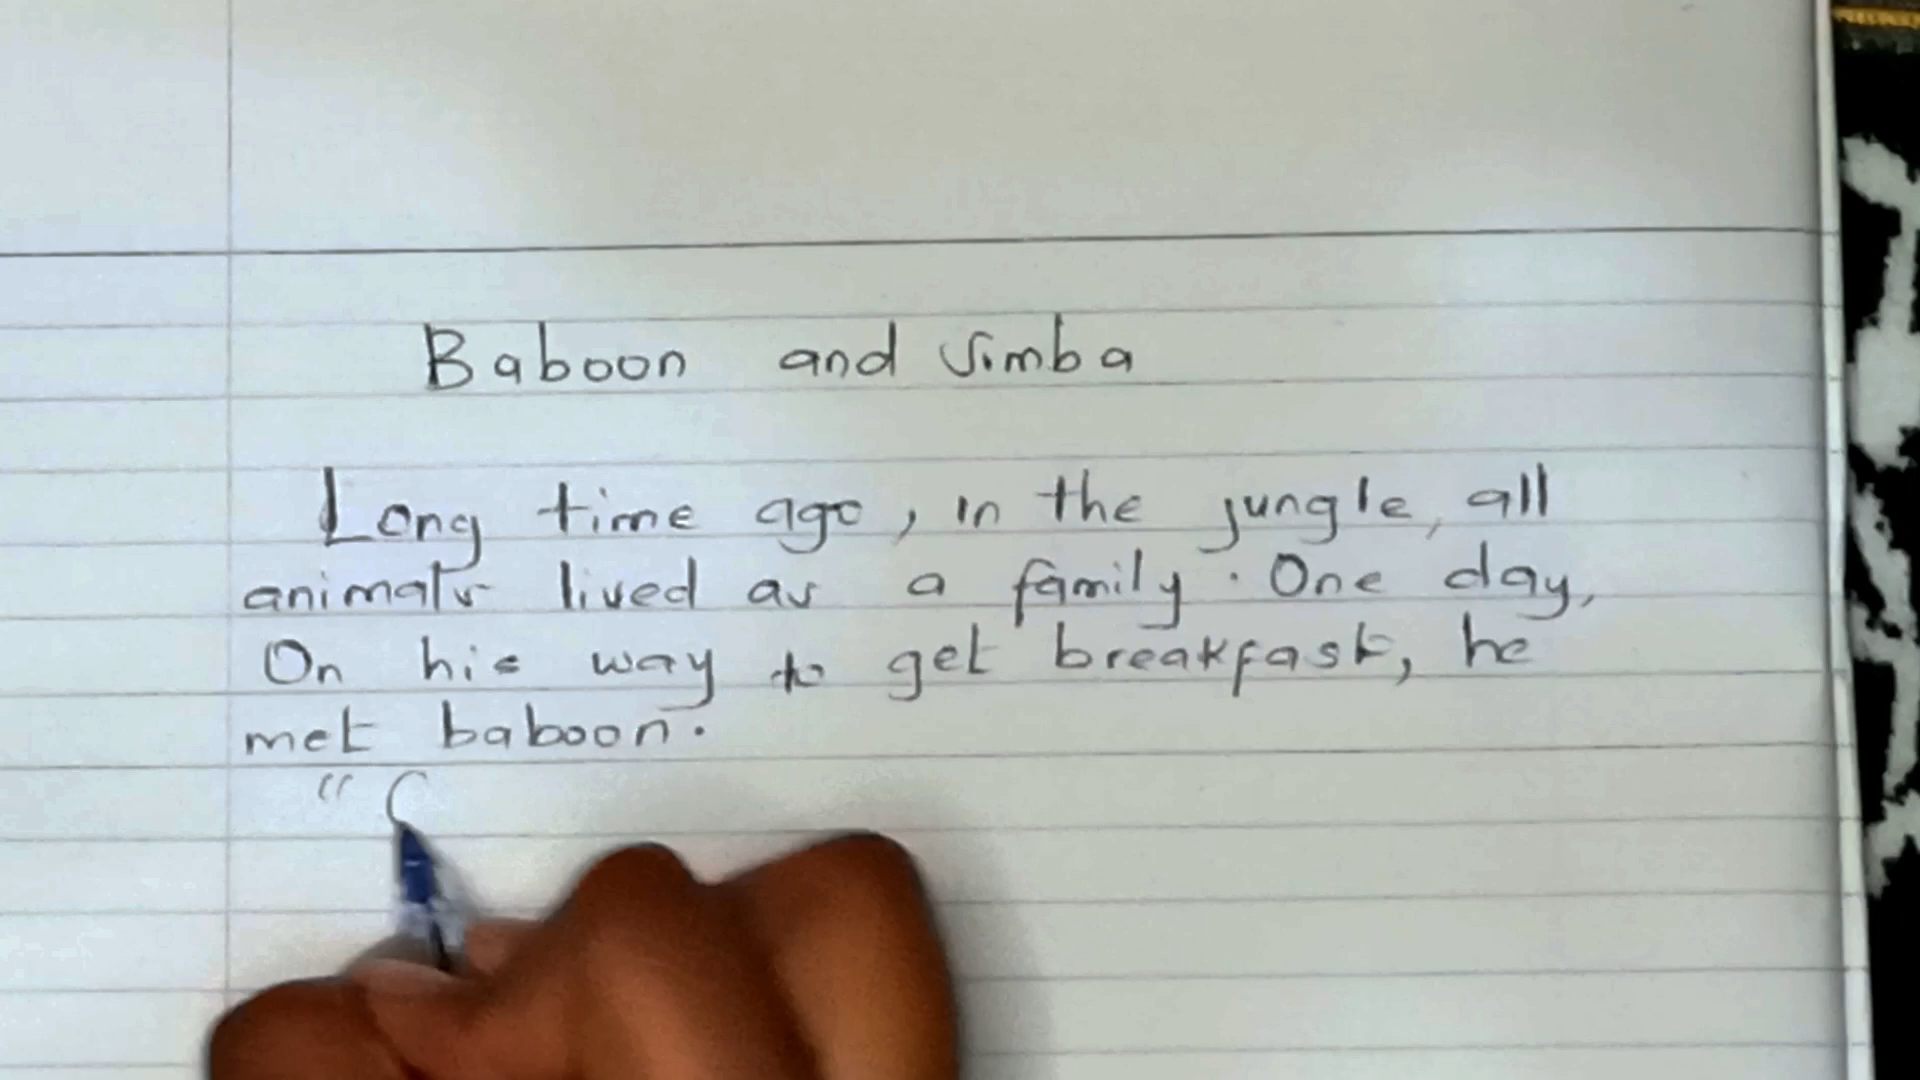 Baboon and Simba
Long time ago, in the jungle, all
animals lived as a family. One day,
On his way to get breakfast, he
met baboon.
"